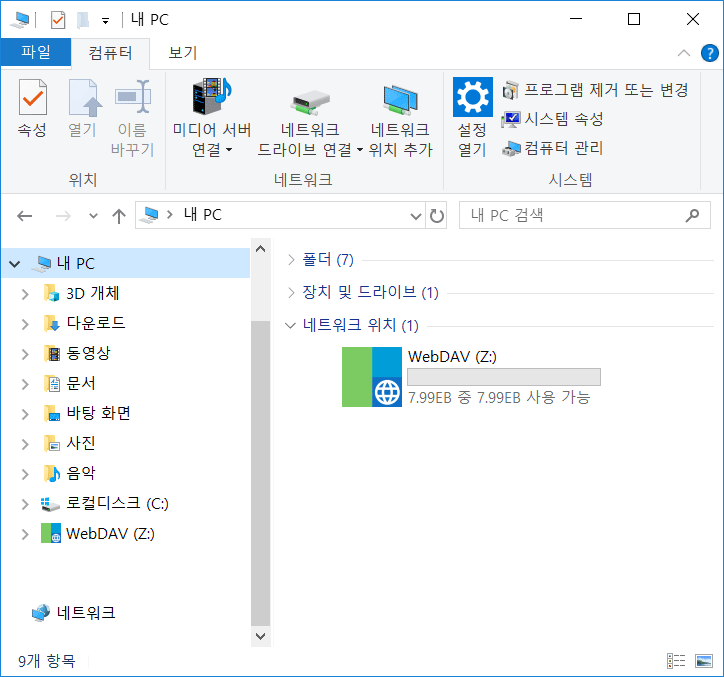 내 PC
파일 컴퓨터 보기
속성
열기
이름
바꾸기
위치
미디어 서버
연결
네트워크
드라이브 연결
네트워크
위치 추가
네트워크
설정
열기
프로그램 제거 또는 변경
시스템 속성
컴퓨터 관리
시스템
내 PC
내 PC 검색
내 PC
3D 개체
다운로드
동영상
문서
바탕 화면
사진
음악
로컬디스크 (C:)
WebDAV (Z:)
네트워크
폴더 (7)
장치 및 드라이브 (1)
네트워크 위치 (1)
WebDAV (Z:)
7.99EB 중 7.99EB 사용 가능
9개 항목